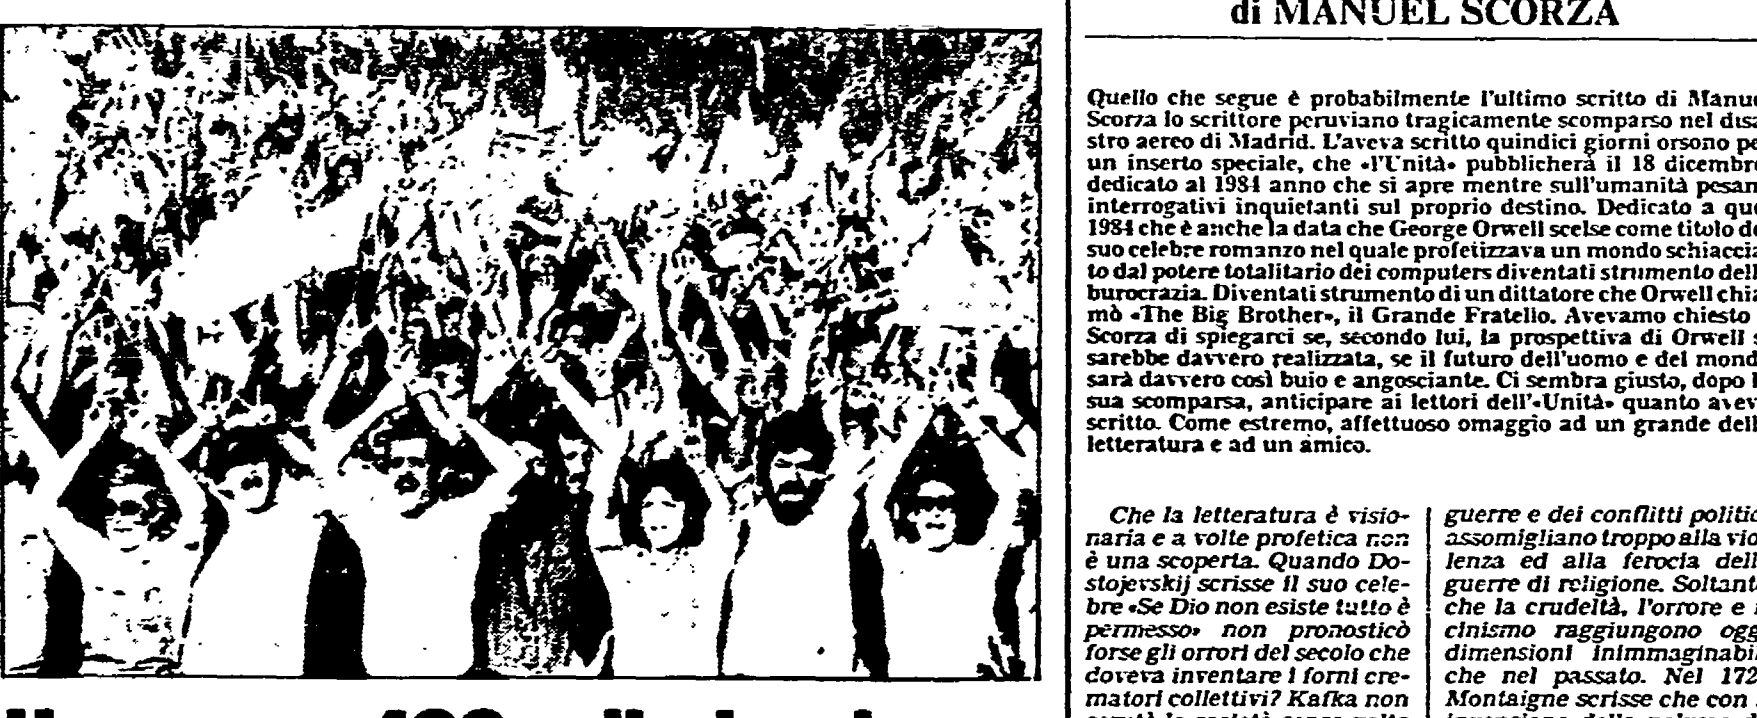 di MANUEL SCORZA
Quello che segue è probabilmente l'ultimo scritto di Manue
Scorza lo scrittore peruviano tragicamente scomparso nel disa
stro aereo di Madrid. L'aveva scritto quindici giorni orsono pe
un inserto speciale, che «l'Unità» pubblicherà il 18 dicembre
dedicato al 1984 anno che si apre mentre sull'umanità pesan
interrogativi inquietanti sul proprio destino. Dedicato a que
1984 che è anche la data che George Orwell scelse come titolo de
suo celebre romanzo nel quale profetizzava un mondo schiaccia
to dal potere totalitario dei computers diventati strumento dell
burocrazia. Diventati strumento di un dittatore che Orwell chia
mò «The Big Brother», il Grande Fratello. Avevamo chiesto
Scorza di spiegarci se, secondo lui, la prospettiva di Orwell s
sarebbe davvero realizzata, se il futuro dell'uomo e del mond
sarà davvero così buio e angosciante. Ci sembra giusto, dopo l
sua scomparsa, anticipare ai lettori dell'«Unità» quanto avev
scritto. Come estremo, affettuoso omaggio ad un grande dell
letteratura e ad un amico.
Che la letteratura è visio-
naria e a volte profetica non
è una scoperta. Quando Do-
stojevskij scrisse il suo cele-
bre «Se Dio non esiste tutto è
permesso» non pronosticò
forse gli orrori del secolo che
doveva inventare i forni cre-
matori collettivi? Kafka non
guerre e dei conflitti politic
assomigliano troppo alla vio
lenza ed alla ferocia dell
guerre di religione. Soltant
che la crudeltà, l'orrore e i
cinismo raggiungono ogg
dimensioni inimmaginabil
che nel passato. Nel 172
Montaigne scrisse che con